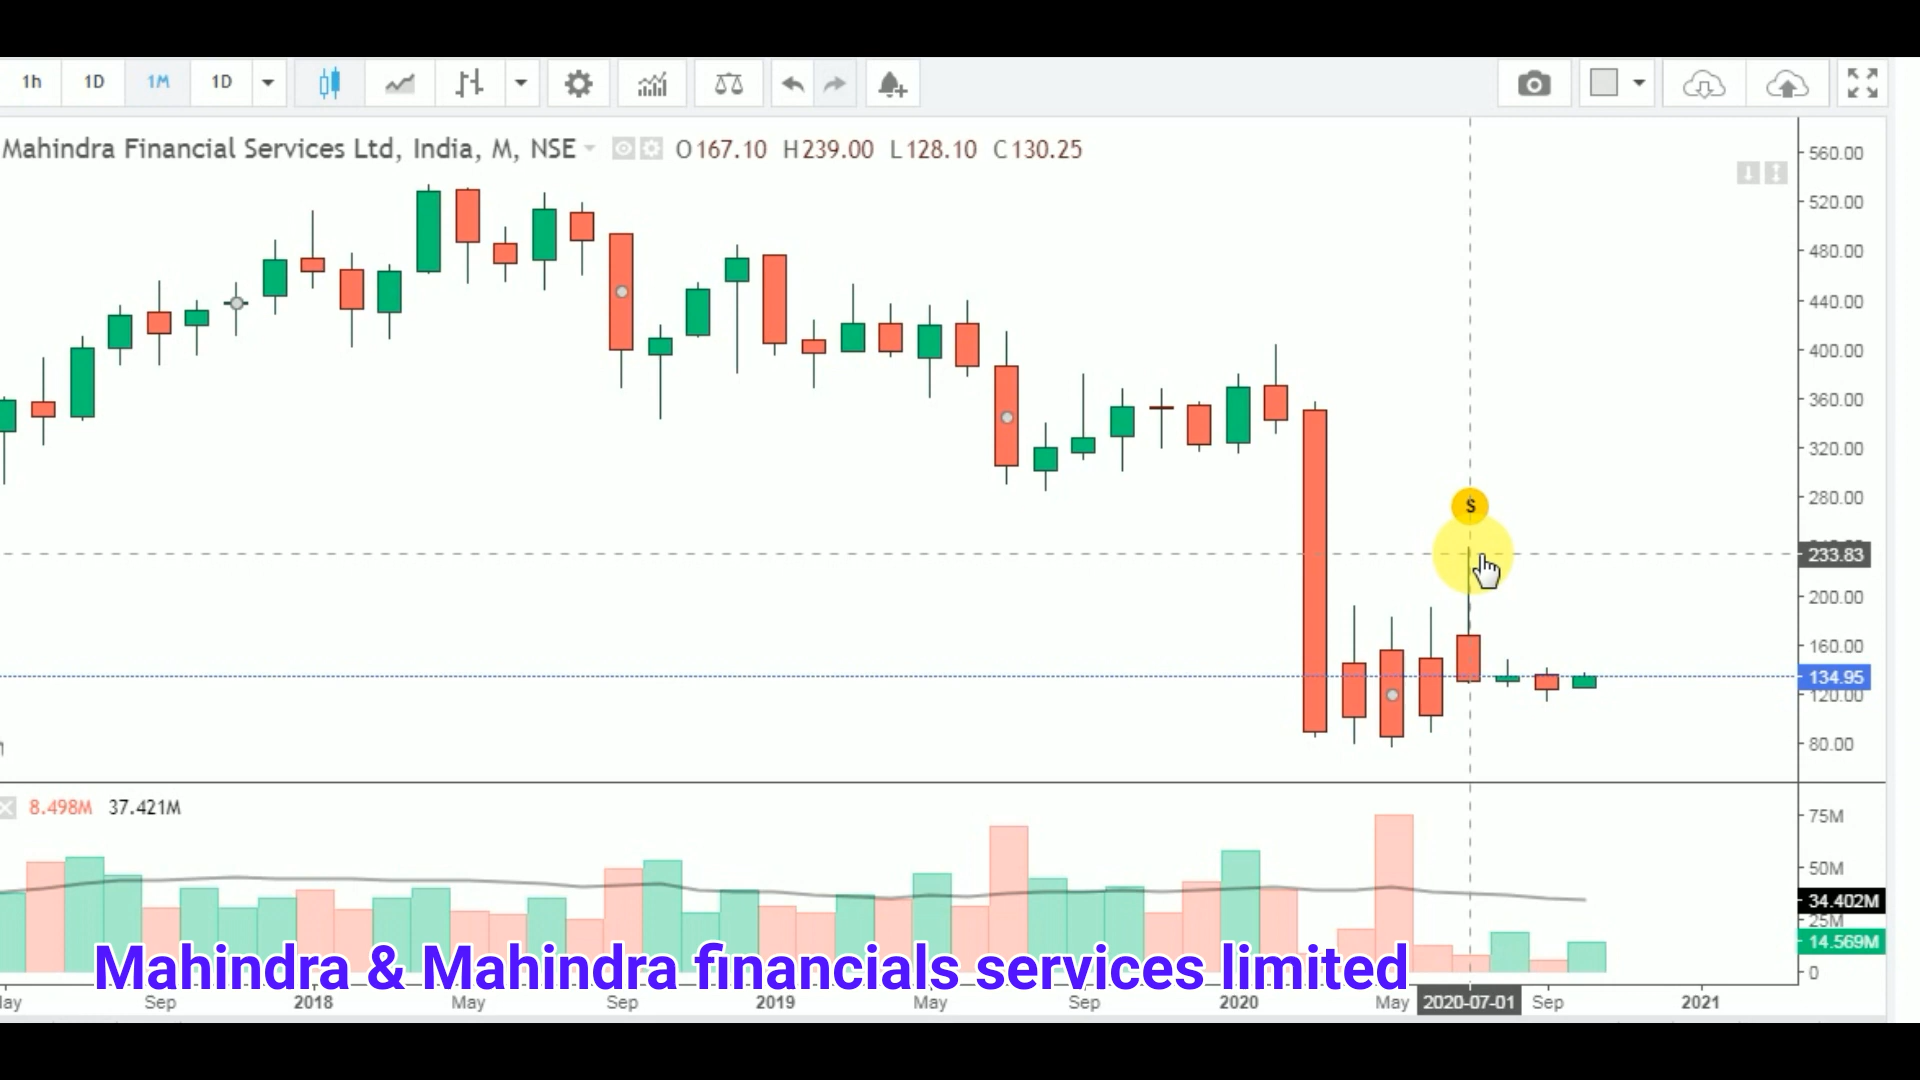 1h 1D 1M 1D
Mahindra Financial Services Ltd, India, M, NSE O167.10 H239.00 L128.10 C130.25
560.00
520.00
480.00
440.00
400.00
360.00
320.00
280.00
S
233.83
200.00
160.00
134.95
120.00
80.00
8.498M 37.421M
75M
50M
34.402M
25M
14.569M
0
Mahindra & Mahindra financials services limited
Sep 2018 May Sep 2019 May Sep 2020 May 2020-07-01 Sep 2021